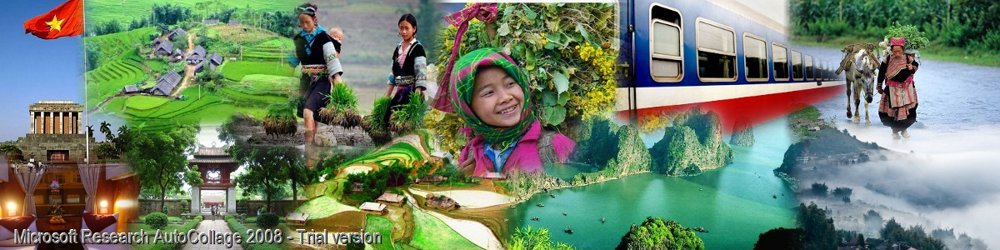 Microsoft Research AutoCollage 2008 - Trial version